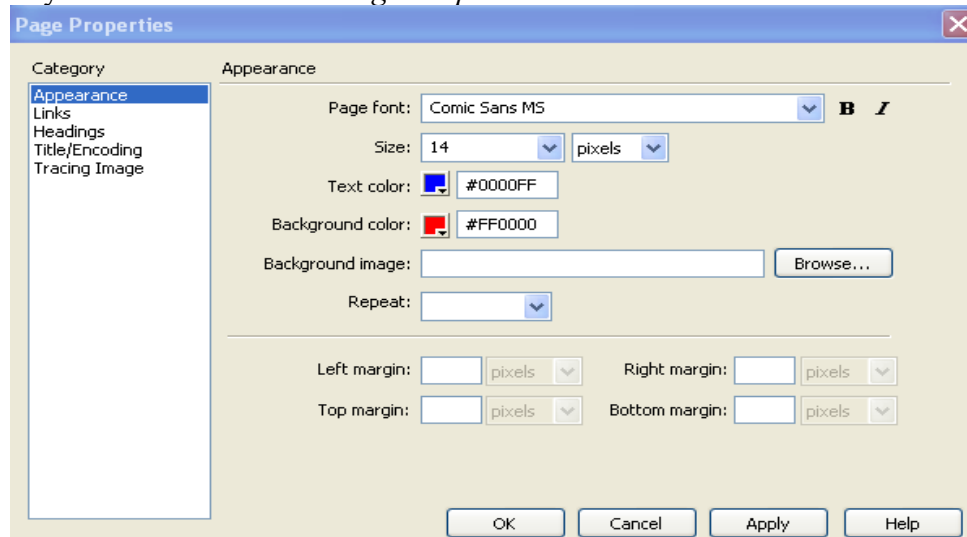 Page Properties
Category
Appearance
Links
Headings
Title/Encoding
Tracing Image
Appearance
Page font: Comic Sans MS B I
Size: 14 pixels
Text color: #0000FF
Background color: #FF0000
Background image: Browse...
Repeat:
Left margin: pixels Right margin: pixels
Top margin: pixels Bottom margin: pixels
OK Cancel Apply Help